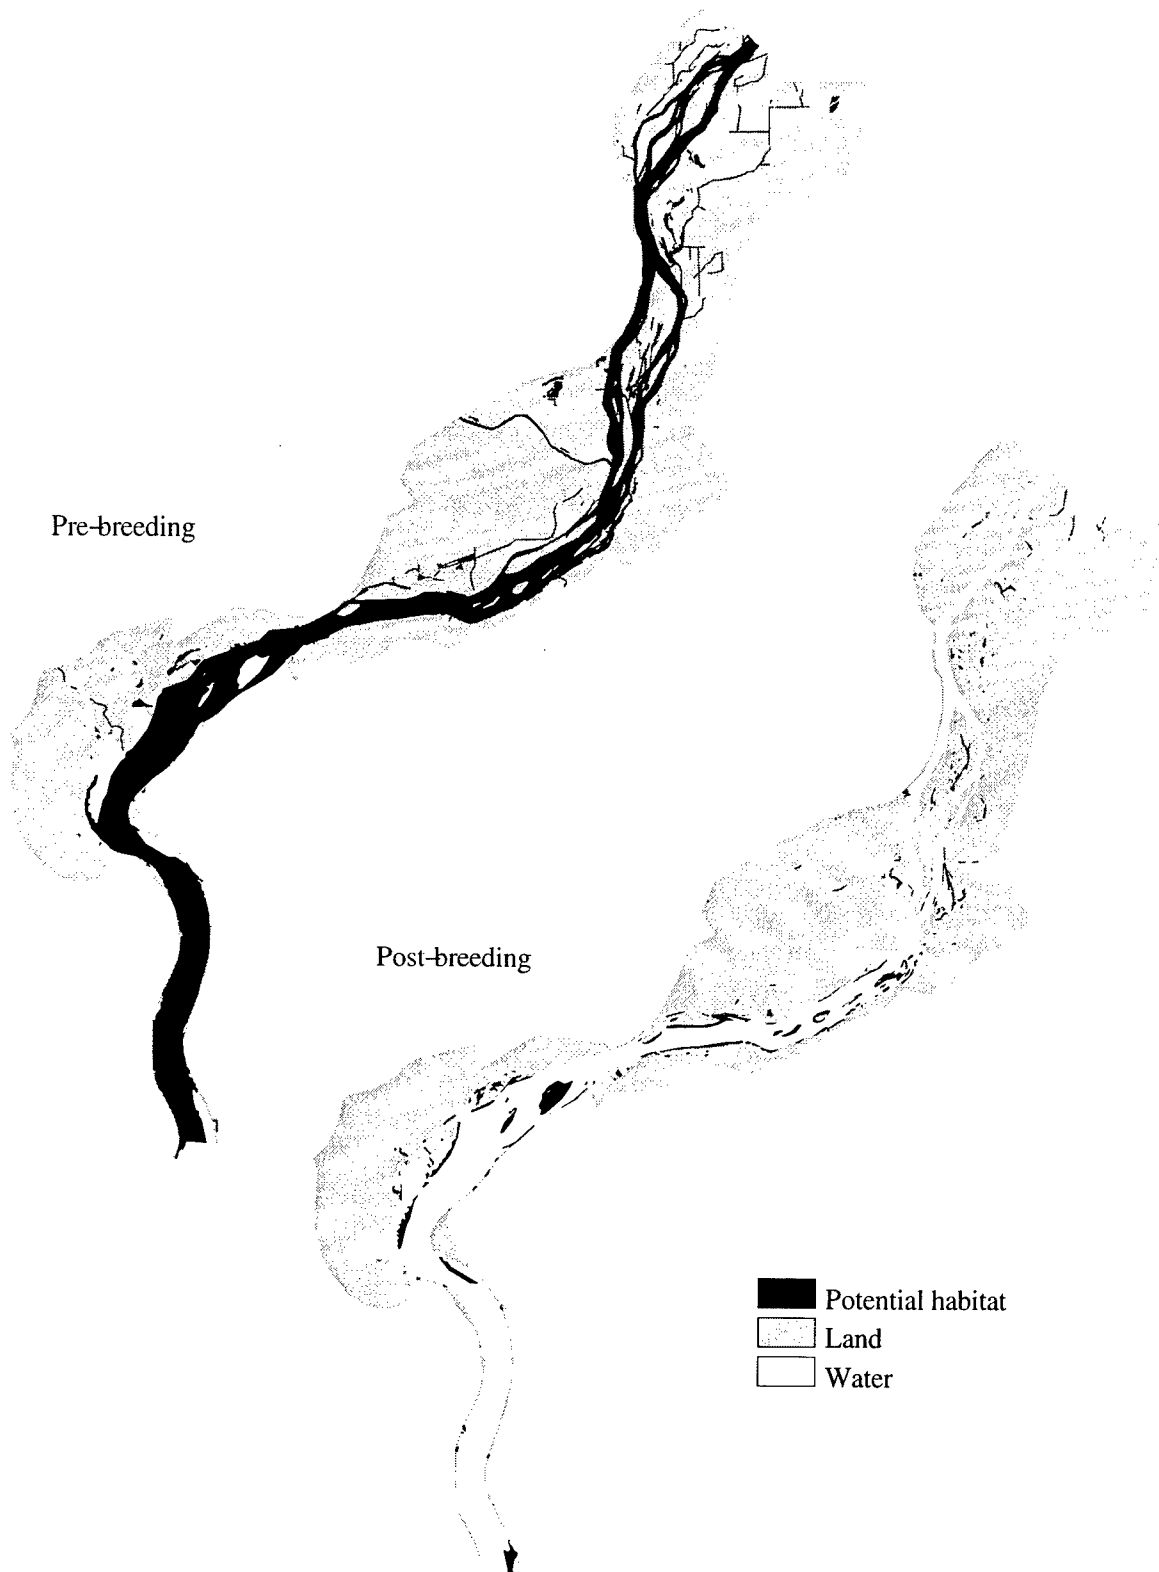 Pre-breeding
Post-breeding
Potential habitat
Land
Water